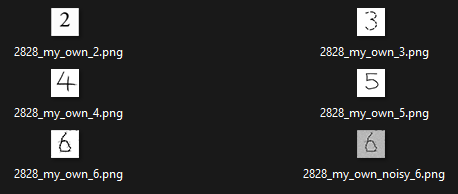 2 3
2828_my_own_2.png 2828_my_own_3.png
4 5
2828_my_own_4.png 2828_my_own_5.png
6 6
2828_my_own_6.png 2828_my_own_noisy_6.png